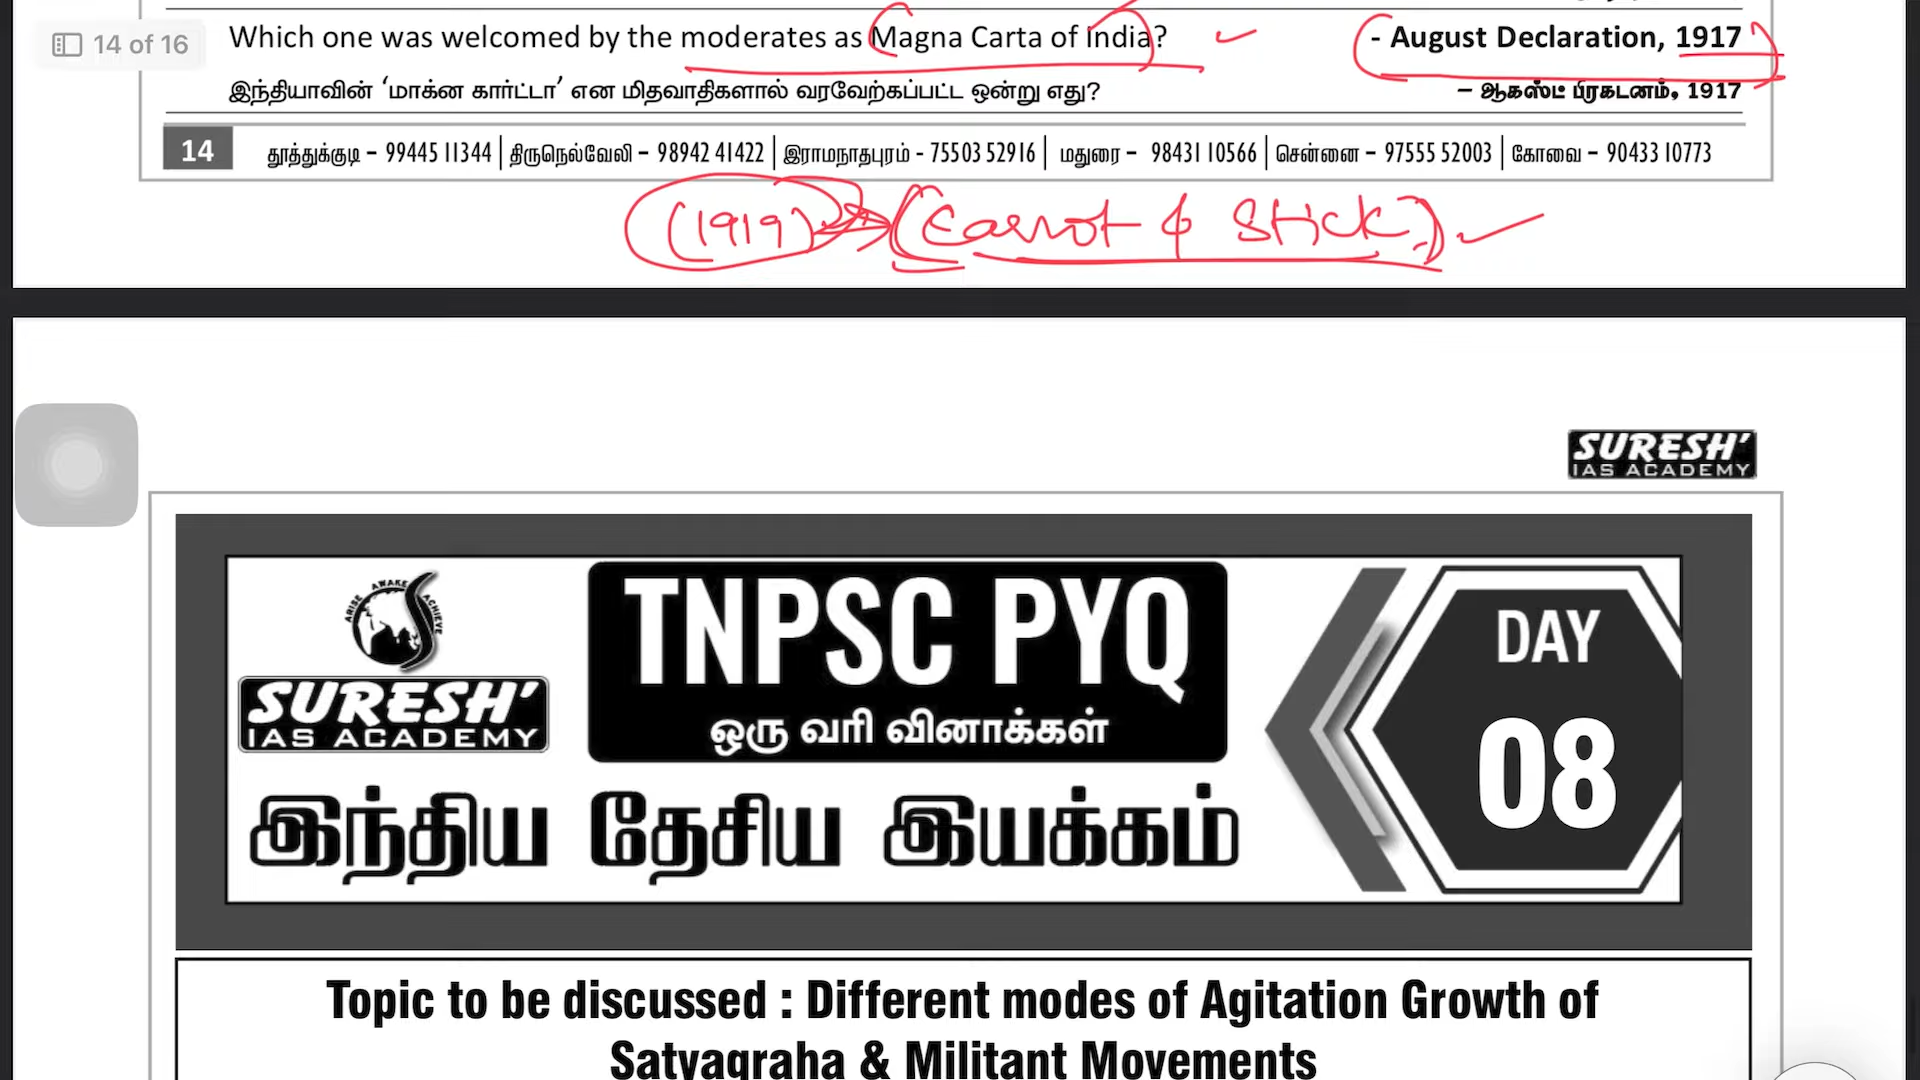 14 of 16
Which one was welcomed by the moderates as Magna Carta of India? - August Declaration, 1917
இந்தியாவின் ‘மாக்ன கார்ட்டா’ என மிதவாதிகளால் வரவேற்கப்பட்ட ஒன்று எது? – ஆகஸ்ட் பிரகடனம், 1917
14 தூத்துக்குடி – 99445 11344 | திருநெல்வேலி – 98942 41422 | இராமநாதபுரம் - 75503 52916 | மதுரை – 98431 10566 | சென்னை – 97555 52003 | கோவை – 90433 10773
(1919) → (Carrot & Stick)
SURESH'
IAS ACADEMY
ARISE AWAKE ACHIEVE
SURESH'
IAS ACADEMY
TNPSC PYQ
ஒரு வரி வினாக்கள்
இந்திய தேசிய இயக்கம்
DAY
08
Topic to be discussed : Different modes of Agitation Growth of
Satyagraha & Militant Movements